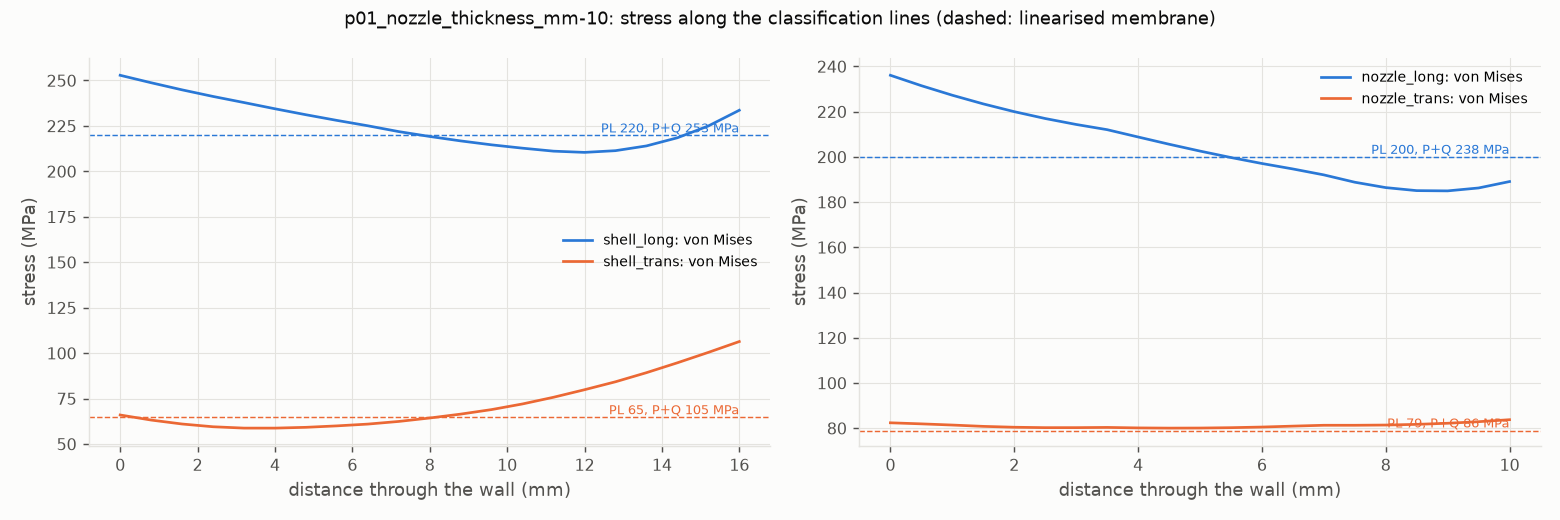 p01_nozzle_thickness_mm-10: stress along the classification lines (dashed: linearised membrane)
stress (MPa)
250
225
200
175
150
125
100
75
50
PL 220, P+Q 253 MPa
shell_long: von Mises
shell_trans: von Mises
PL 65, P+Q 105 MPa
0 2 4 6 8 10 12 14 16
distance through the wall (mm)
stress (MPa)
240
220
200
180
160
140
120
100
80
nozzle_long: von Mises
nozzle_trans: von Mises
PL 200, P+Q 238 MPa
PL 79, P+Q 86 MPa
0 2 4 6 8 10
distance through the wall (mm)